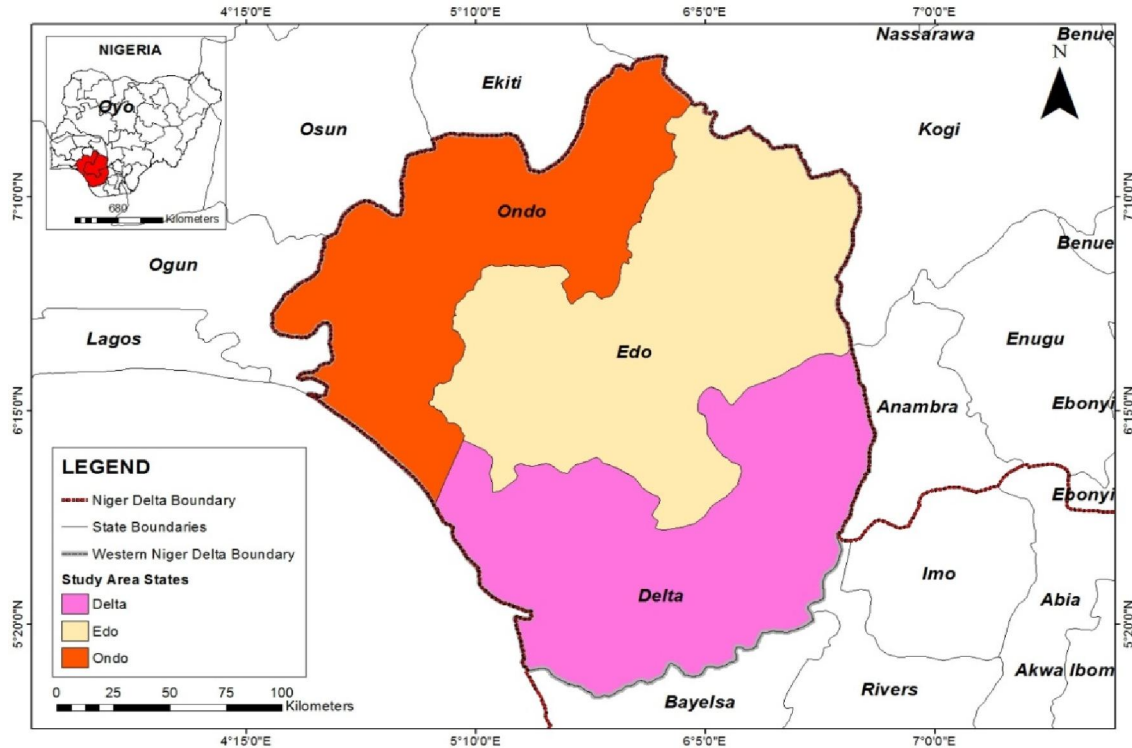 4°15'0"E 5°10'0"E 6°5'0"E 7°0'0"E
NIGERIA
Oyo
680
Kilometers
N
Nassarawa
Benue
Ekiti
Osun
Kogi
7°10'0"N
7°10'0"N
Ondo
Ogun
Benue
Lagos
Edo
Enugu
6°15'0"N
6°15'0"N
Anambra
Ebonyi
LEGEND
Niger Delta Boundary
State Boundaries
Western Niger Delta Boundary
Study Area States
Delta
Edo
Ondo
0 25 50 75 100
Kilometers
Ebonyi
Imo
Delta
Abia
5°20'0"N
5°20'0"N
Akwa Ibom
Rivers
Bayelsa
4°15'0"E 5°10'0"E 6°5'0"E 7°0'0"E